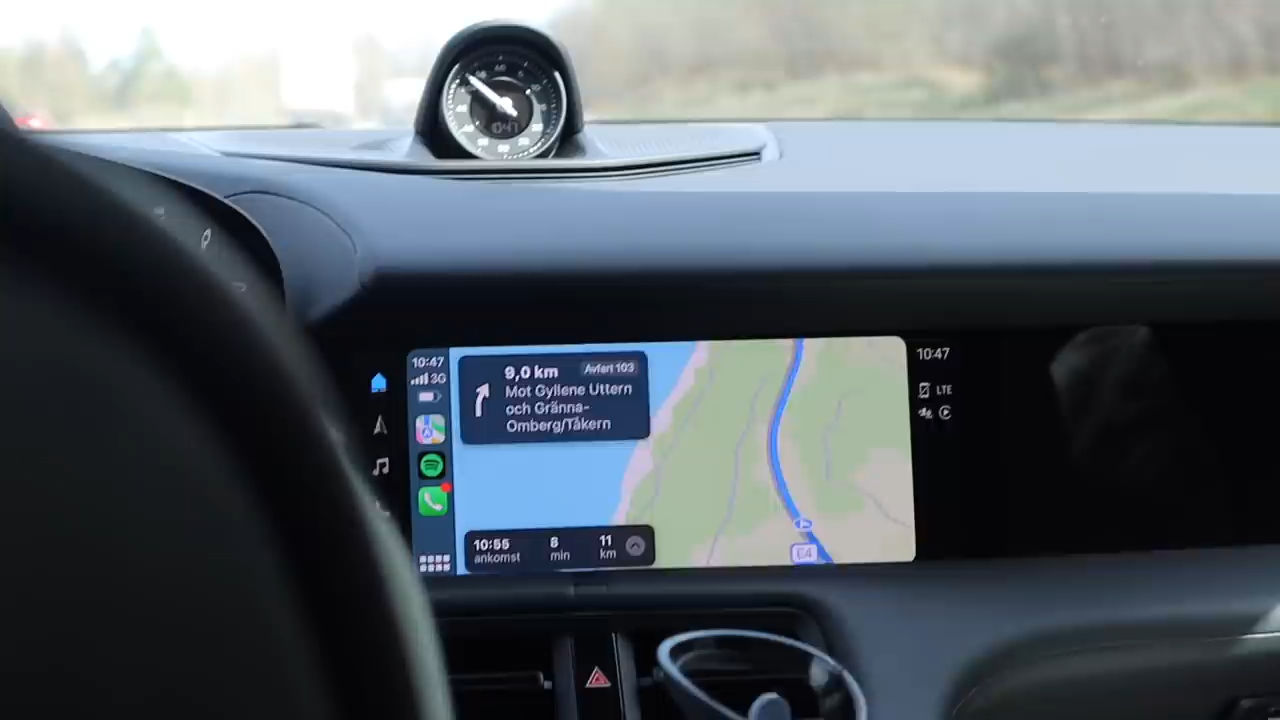 10:47
3G
9,0 km
Avfart 103
Mot Gyllene Uttern
och Gränna-
Omberg/Tåkern
10:55
ankomst
8
min
11
km
E4
10:47
LTE